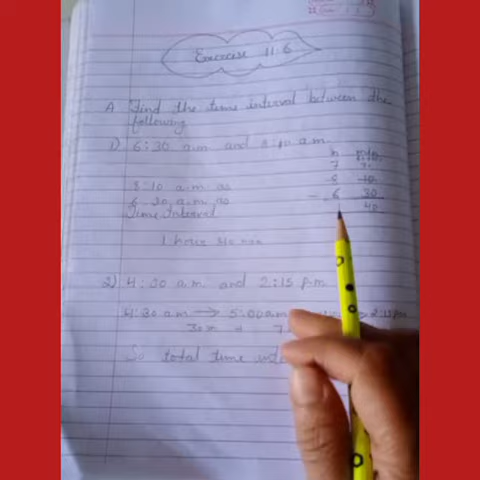 Exercise 11.6
A Find the time interval between the
following
1) 6:30 a.m and 8:10 a.m.
h min
7 70
8 10
- 6 30
40
8:10 a.m as
6-30 a.m. as
Time Interval
1 hour 40 min
2) 4:30 a.m and 2:15 p.m
4:30 a.m → 5:00 a.m
So total time